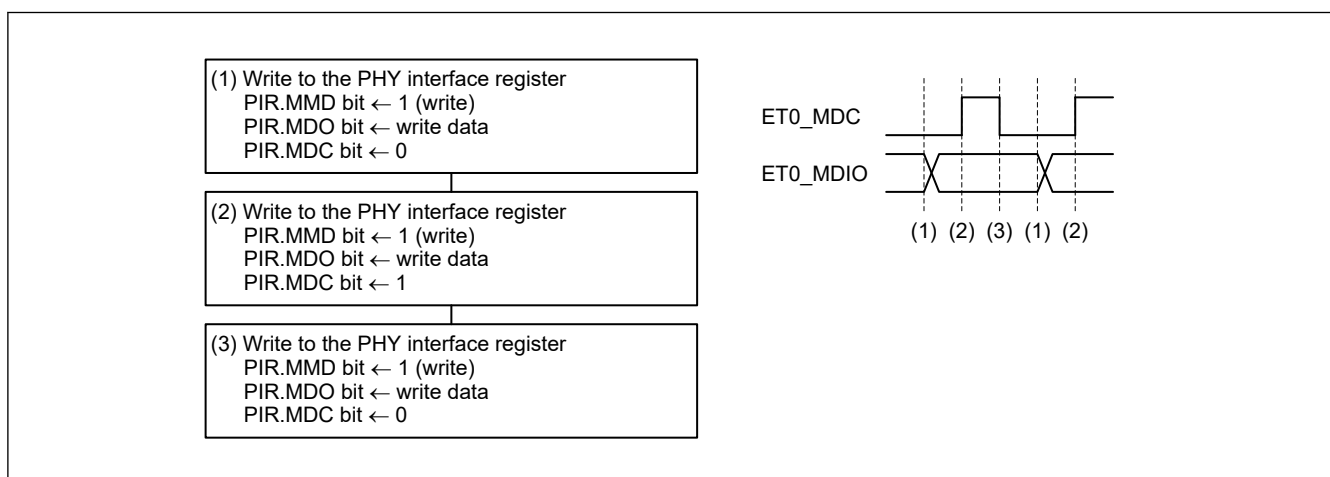 (1) Write to the PHY interface register
PIR.MMD bit ← 1 (write)
PIR.MDO bit ← write data
PIR.MDC bit ← 0
(2) Write to the PHY interface register
PIR.MMD bit ← 1 (write)
PIR.MDO bit ← write data
PIR.MDC bit ← 1
(3) Write to the PHY interface register
PIR.MMD bit ← 1 (write)
PIR.MDO bit ← write data
PIR.MDC bit ← 0
ET0_MDC
ET0_MDIO
(1) (2) (3) (1) (2)